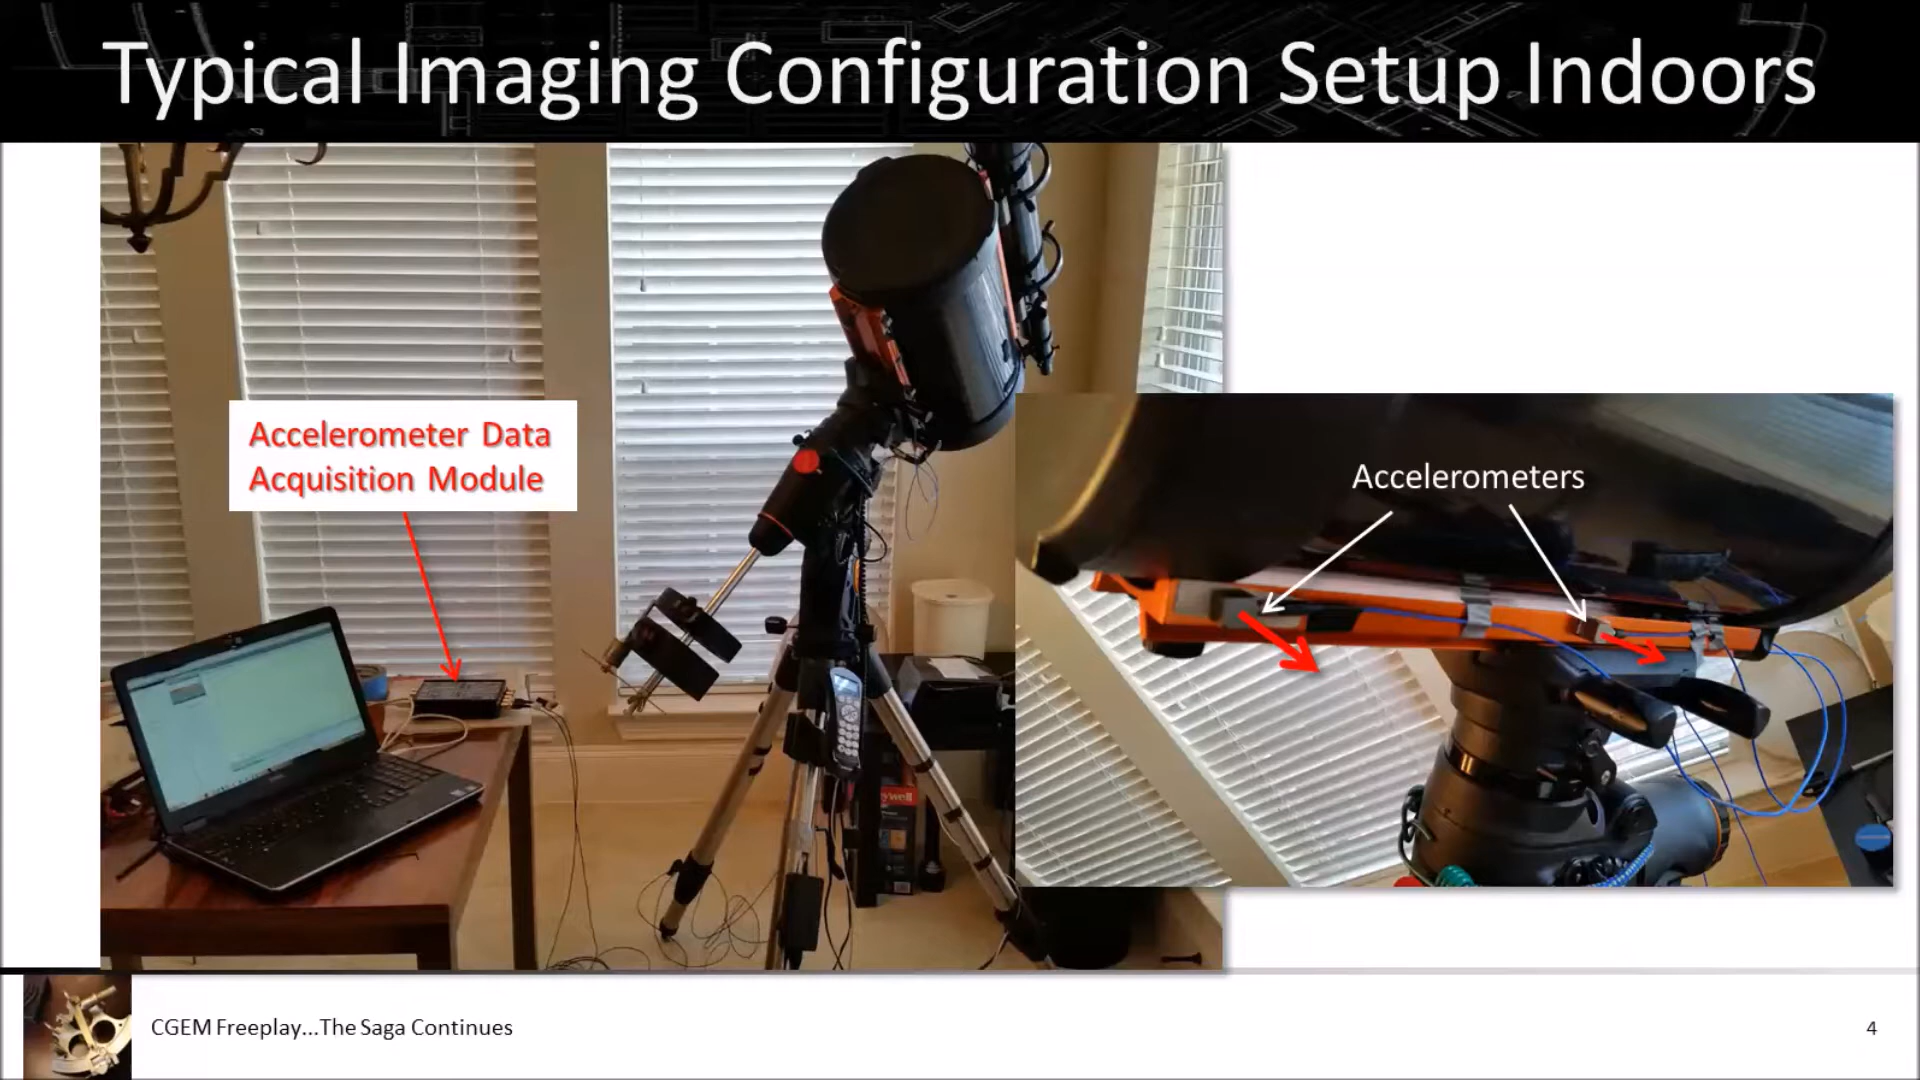 Typical Imaging Configuration Setup Indoors
Accelerometer Data
Acquisition Module
Accelerometers
CGEM Freeplay...The Saga Continues
4